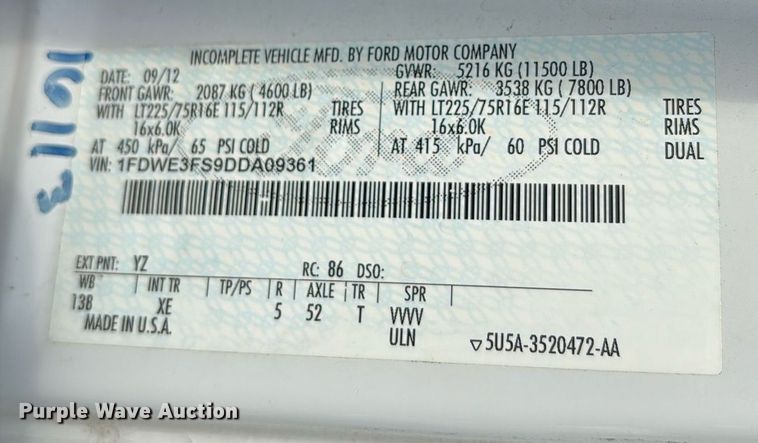 INCOMPLETE VEHICLE MFD. BY FORD MOTOR COMPANY
DATE: 09/12 GVWR: 5216 KG (11500 LB)
FRONT GAWR: 2087 KG ( 4600 LB) REAR GAWR: 3538 KG ( 7800 LB)
WITH LT225/75R16E 115/112R TIRES WITH LT225/75R16E 115/112R TIRES
16x6.0K RIMS 16x6.0K RIMS
AT 450 kPa/ 65 PSI COLD AT 415 kPa/ 60 PSI COLD DUAL
VIN: 1FDWE3FS9DDA09361
Ford
EXT PNT: YZ RC: 86 DSO:
WB INT TR TP/PS R AXLE TR SPR
138 XE 5 52 T VVVV
MADE IN U.S.A. ULN
5U5A-3520472-AA
Purple Wave Auction